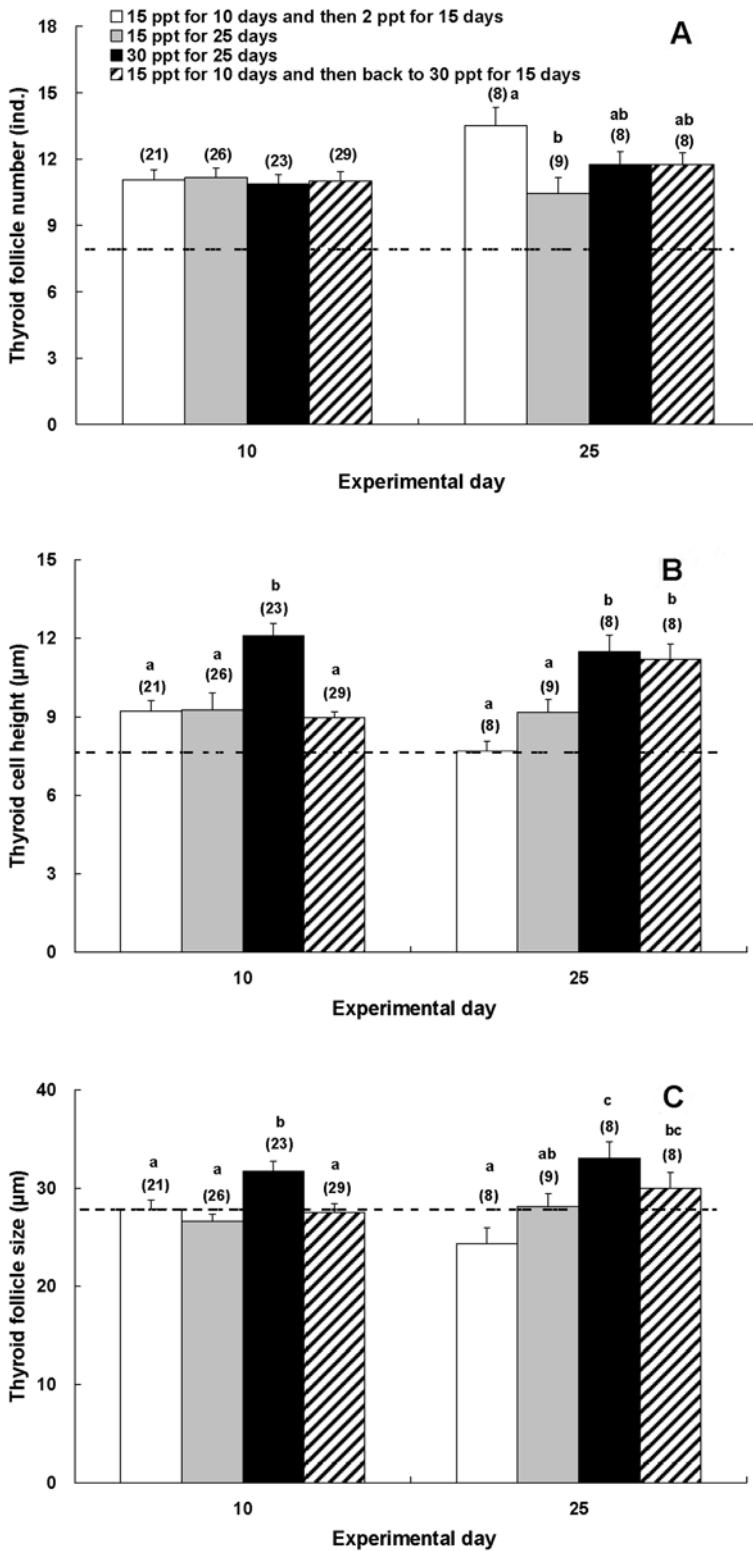 15 ppt for 10 days and then 2 ppt for 15 days
15 ppt for 25 days
30 ppt for 25 days
15 ppt for 10 days and then back to 30 ppt for 15 days
A
18
15
12
9
6
3
0
Thyroid follicle number (ind.)
(21)
(26)
(23)
(29)
(8) a
b
(9)
ab
(8)
ab
(8)
10
25
Experimental day
B
15
12
9
6
3
0
Thyroid cell height (µm)
a
(21)
a
(26)
b
(23)
a
(29)
a
(8)
a
(9)
b
(8)
b
(8)
10
25
Experimental day
C
40
30
20
10
0
Thyroid follicle size (µm)
a
(21)
a
(26)
b
(23)
a
(29)
a
(8)
ab
(9)
c
(8)
bc
(8)
10
25
Experimental day